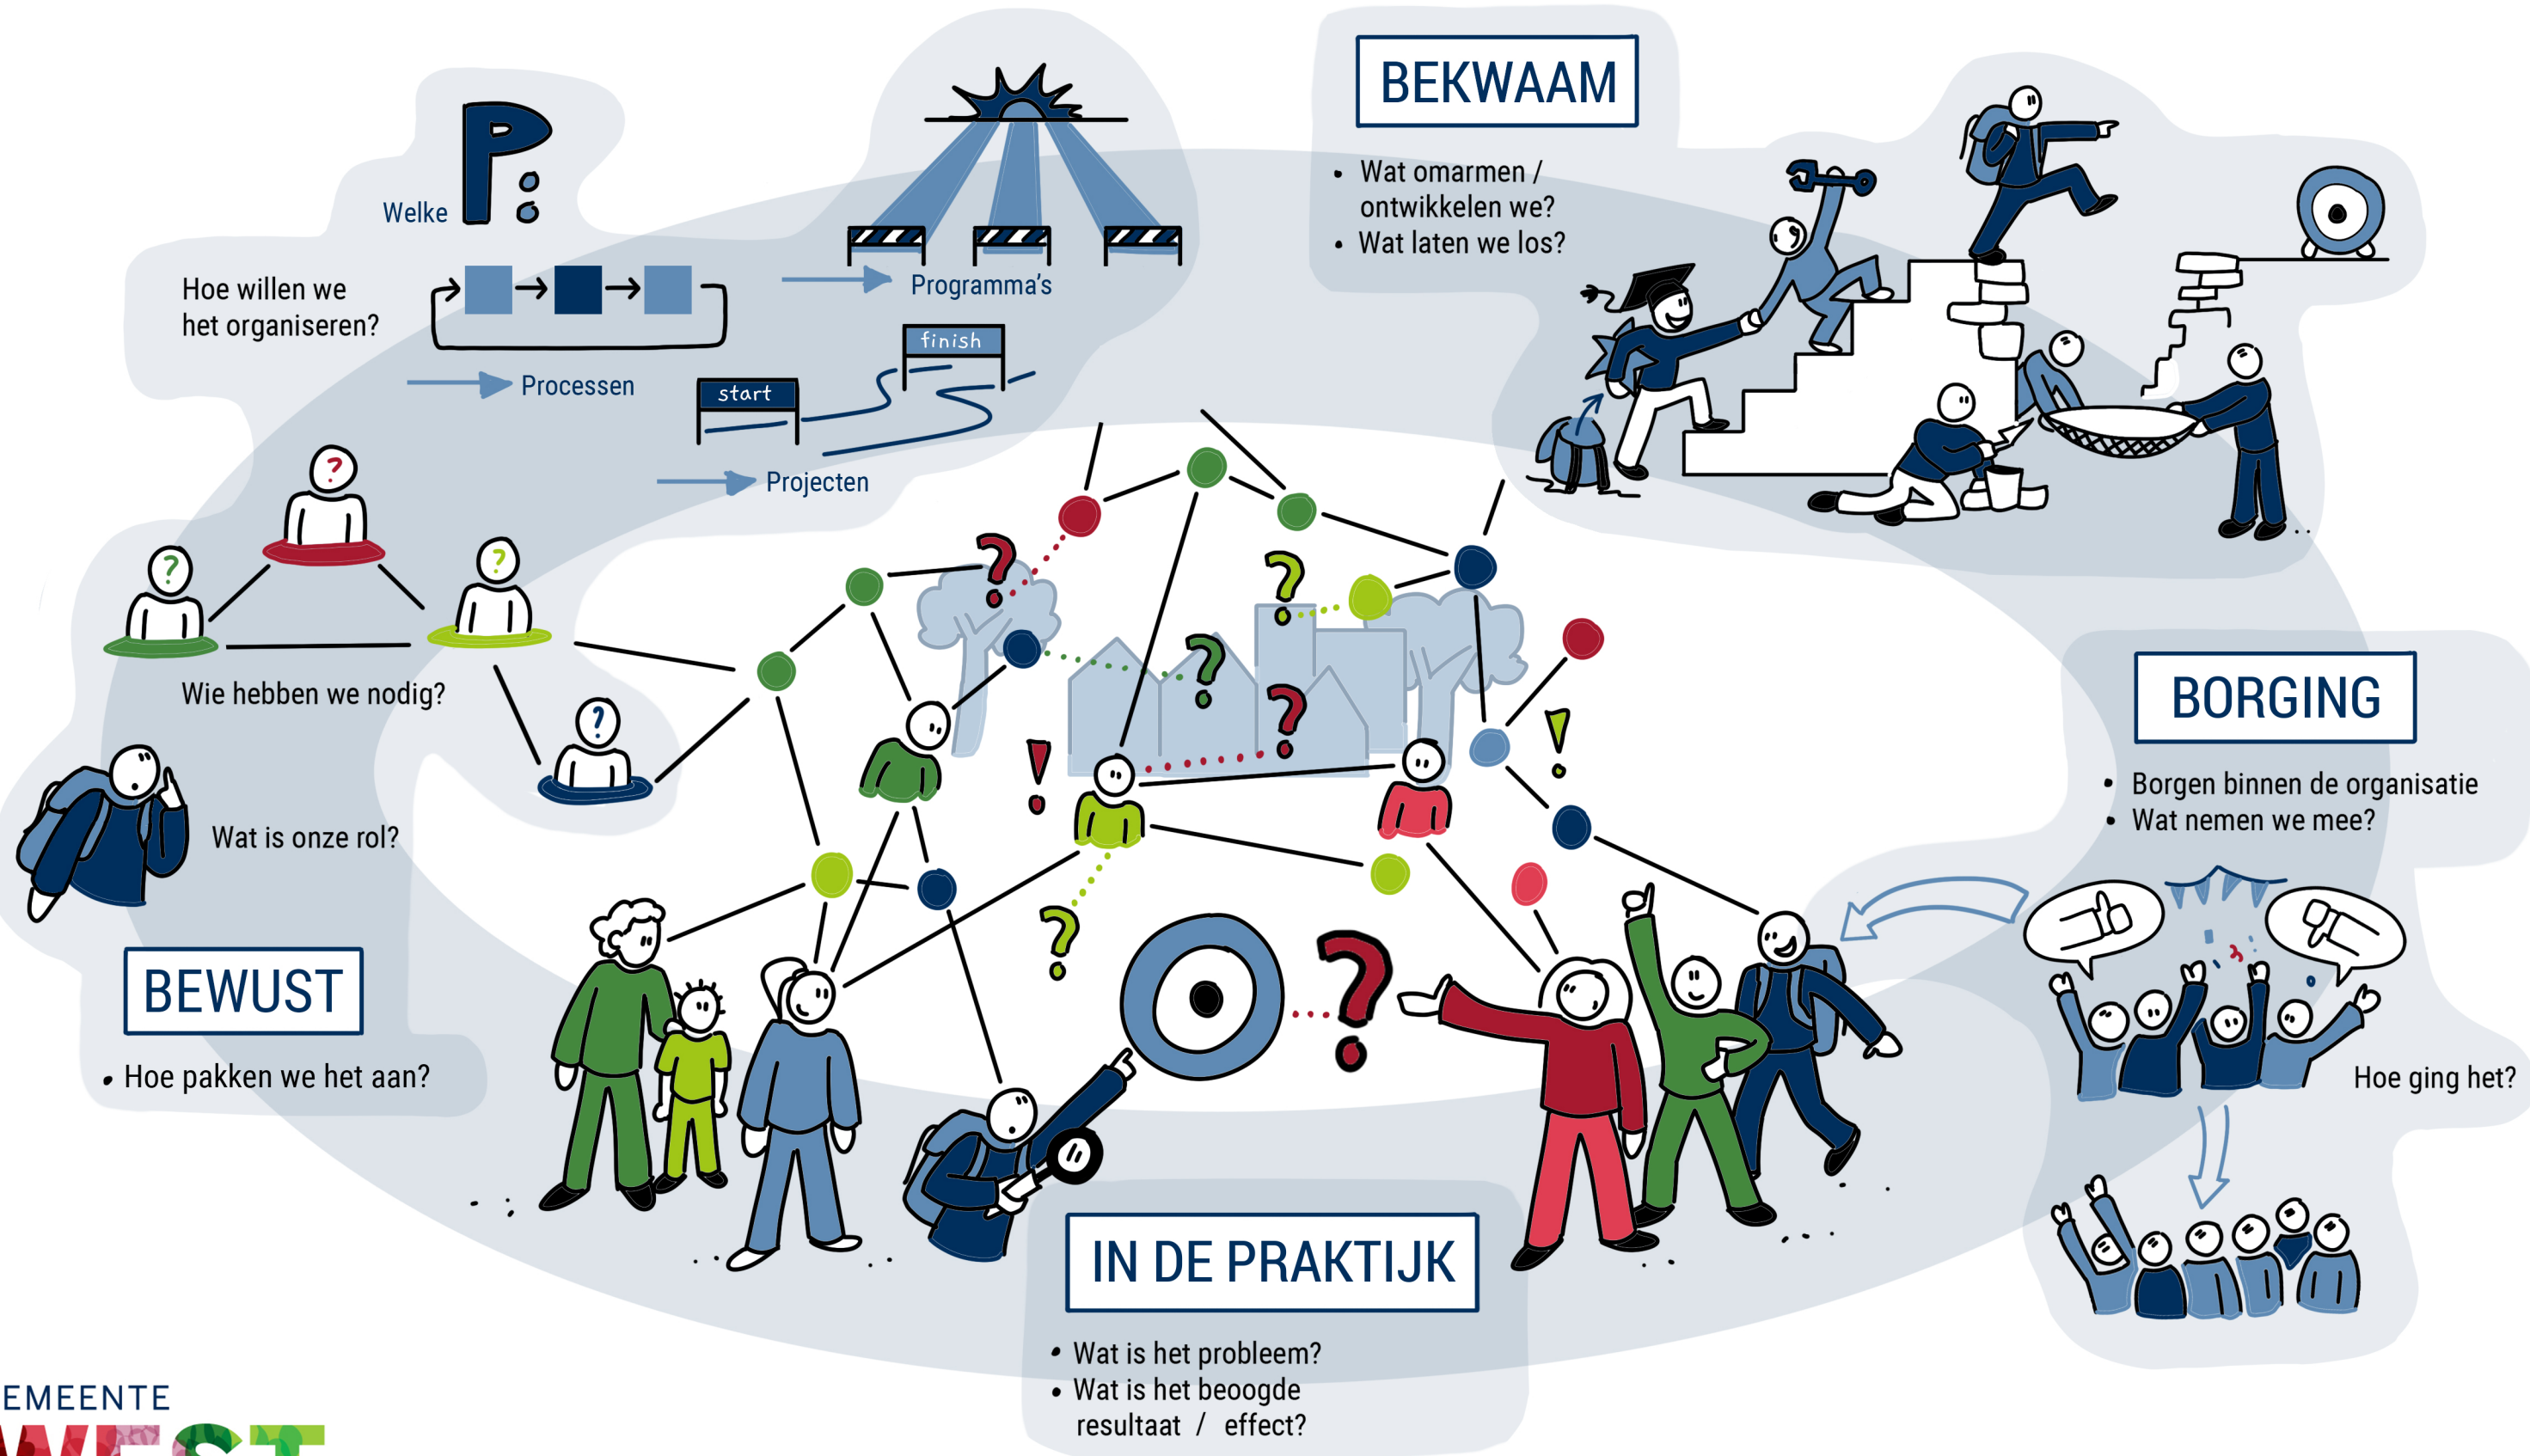 Welke P:
Hoe willen we
het organiseren?
Processen
Programma's
start
finish
Projecten
BEKWAAM
• Wat omarmen /
ontwikkelen we?
• Wat laten we los?
?
?
?
?
Wie hebben we nodig?
Wat is onze rol?
BEWUST
• Hoe pakken we het aan?
?
?
?
?
!
!
?
?
BORGING
• Borgen binnen de organisatie
• Wat nemen we mee?
Hoe ging het?
IN DE PRAKTIJK
• Wat is het probleem?
• Wat is het beoogde
resultaat / effect?
EMEENTE
WEST